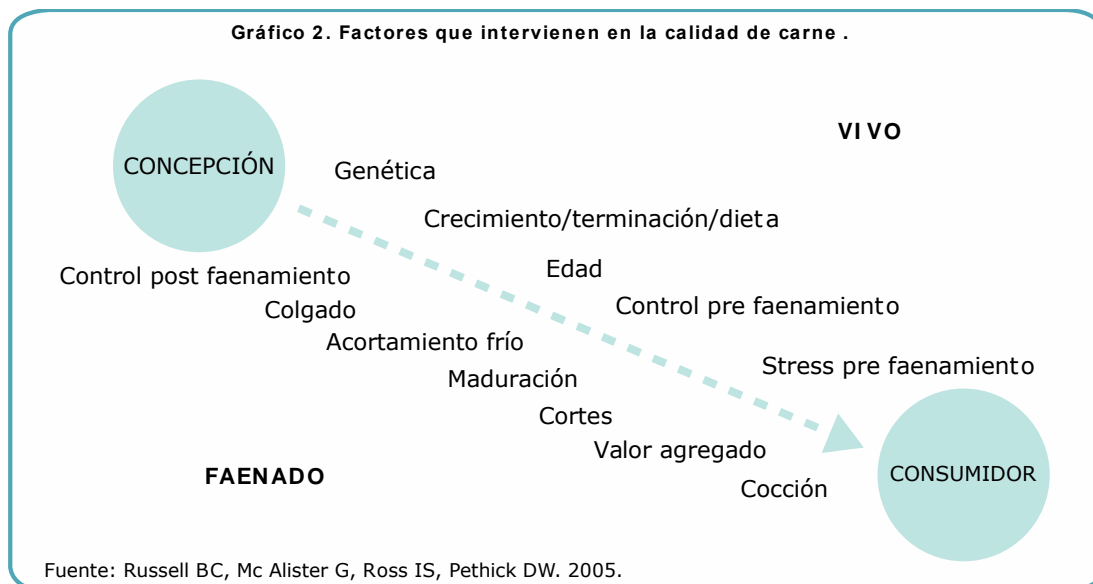 Gráfico 2. Factores que intervienen en la calidad de carne .
VIVO
CONCEPCIÓN
Genética
Crecimiento/terminación/dieta
Edad
Control pre faenamiento
Stress pre faenamiento
Control post faenamiento
Colgado
Acortamiento frío
Maduración
Cortes
Valor agregado
Cocción
FAENADO
CONSUMIDOR
Fuente: Russell BC, Mc Alister G, Ross IS, Pethick DW. 2005.